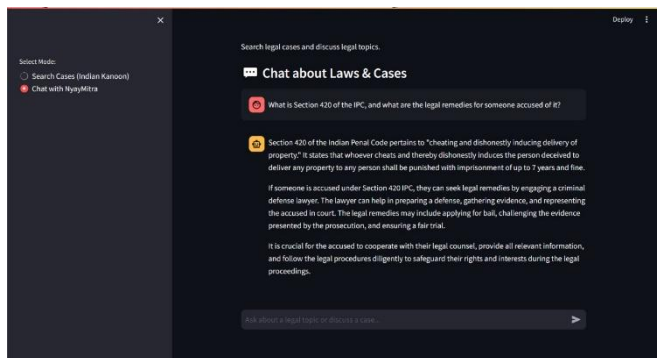 Deploy
Select Mode:
Search Cases (Indian Kanoon)
Chat with NyayMitra
Search legal cases and discuss legal topics.
Chat about Laws & Cases
What is Section 420 of the IPC, and what are the legal remedies for someone accused of it?
Section 420 of the Indian Penal Code pertains to "cheating and dishonestly inducing delivery of
property." It states that whoever cheats and thereby dishonestly induces the person deceived to
deliver any property to any person shall be punished with imprisonment of up to 7 years and fine.
If someone is accused under Section 420 IPC, they can seek legal remedies by engaging a criminal
defense lawyer. The lawyer can help in preparing a defense, gathering evidence, and representing
the accused in court. The legal remedies may include applying for bail, challenging the evidence
presented by the prosecution, and ensuring a fair trial.
It is crucial for the accused to cooperate with their legal counsel, provide all relevant information,
and follow the legal procedures diligently to safeguard their rights and interests during the legal
proceedings.
Ask about a legal topic or discuss a case...